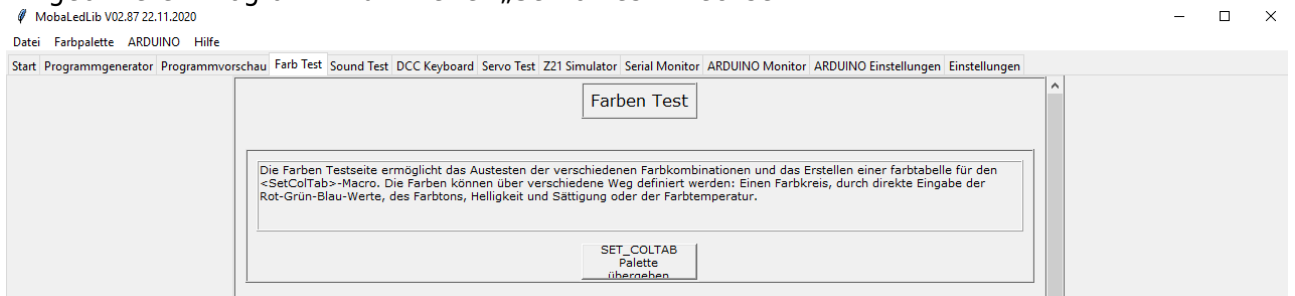 MobaLedLib V02.87 22.11.2020
Datei Farbpalette ARDUINO Hilfe
Start Programmgenerator Programmvorschau Farb Test Sound Test DCC Keyboard Servo Test Z21 Simulator Serial Monitor ARDUINO Monitor ARDUINO Einstellungen Einstellungen
Farben Test
Die Farben Testseite ermöglicht das Austesten der verschiedenen Farbkombinationen und das Erstellen einer farbtabelle für den
<SetColTab>-Macro. Die Farben können über verschiedene Weg definiert werden: Einen Farbkreis, durch direkte Eingabe der
Rot-Grün-Blau-Werte, des Farbtons, Helligkeit und Sättigung oder der Farbtemperatur.
SET_COLTAB
Palette
übergeben